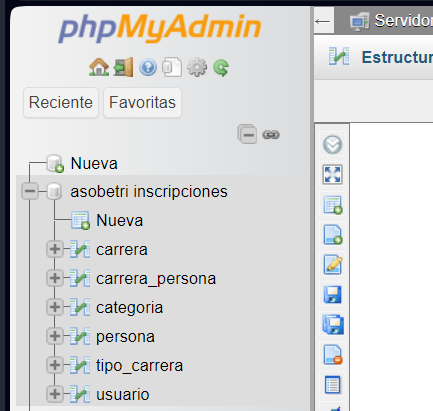 phpMyAdmin
Reciente Favoritas
Nueva
asobetri inscripciones
Nueva
carrera
carrera_persona
categoria
persona
tipo_carrera
usuario
← Servidor
Estructur